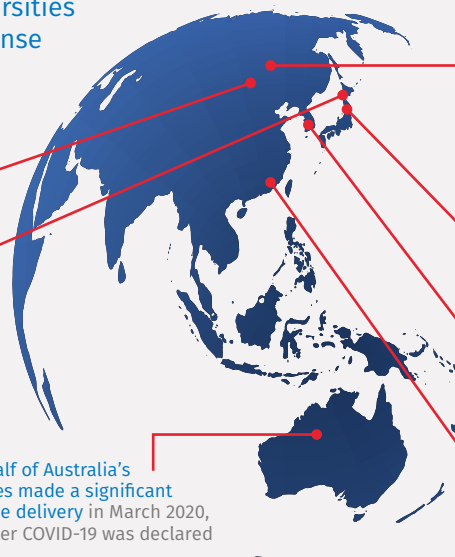 rsities
nse
alf of Australia's
es made a significant
e delivery in March 2020,
er COVID-19 was declared